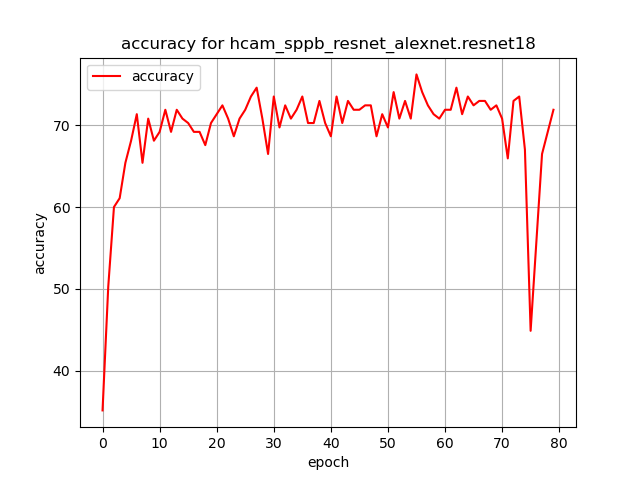 accuracy for hcam_sppb_resnet_alexnet.resnet18
accuracy
70
60
50
40
accuracy
0 10 20 30 40 50 60 70 80
epoch